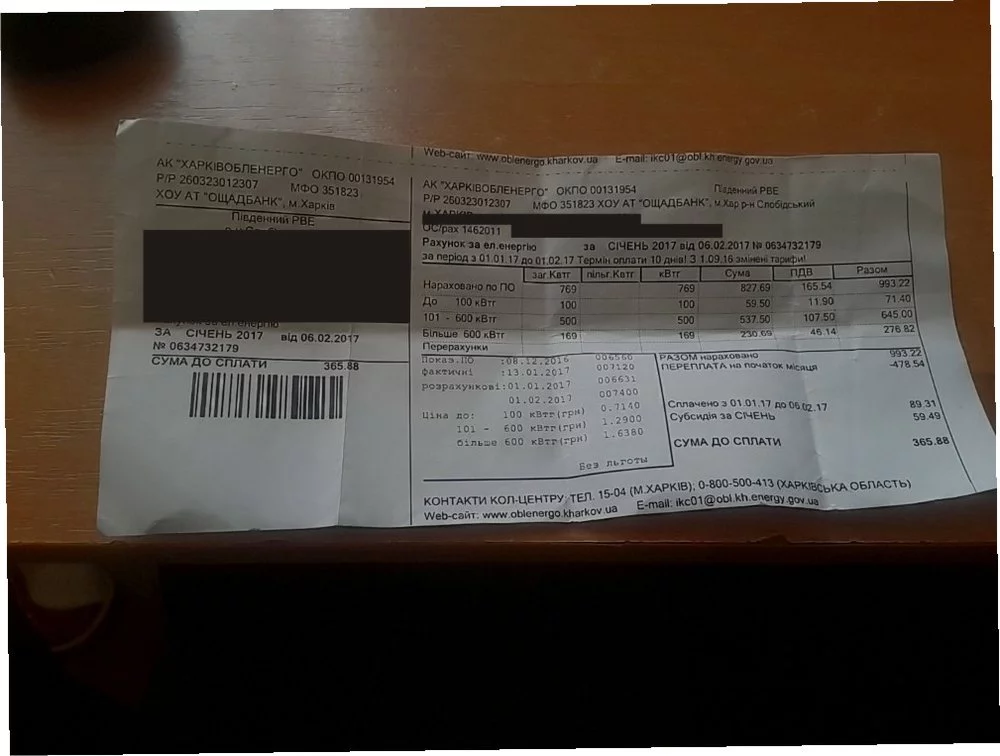 АК "ХАРКІВОБЛЕНЕРГО" ОКПО 00131954
Р/Р 260323012307 МФО 351823
ХОУ АТ "ОЩАДБАНК", м.Харків
Південний РВЕ
ЗА СІЧЕНЬ 2017 від 06.02.2017
№ 0634732179
СУМА ДО СПЛАТИ 365.88
Web-сайт: www.oblenergo.kharkov.ua E-mail: ikc01@obl.kh.energy.gov.ua
АК "ХАРКІВОБЛЕНЕРГО" ОКПО 00131954 Південний РВЕ
Р/Р 260323012307 МФО 351823 ХОУ АТ "ОЩАДБАНК", м.Хар р-н Слобідський
м.ХАРКІВ
ОС/рах 1462011
Рахунок за ел.енергію за СІЧЕНЬ 2017 від 06.02.2017 № 0634732179
за період з 01.01.17 до 01.02.17 Термін оплати 10 днів! З 1.09.16 змінені тарифи!
заг.Квтг пільг.Квтг кВтг Сума ПДВ Разом
Нараховано по ПО 769 769 827.69 165.54 993.22
До 100 кВтг 100 100 59.50 11.90 71.40
101 - 600 кВтг 500 500 537.50 107.50 645.00
Більше 600 кВтг 169 169 230.69 46.14 276.82
Перерахунки
Показ.ПО :08.12.2016 006560
фактичні :13.01.2017 007120
розрахункові:01.01.2017 006631
01.02.2017 007400
Ціна до: 100 кВтг(грн) 0.7140
101 - 600 кВтг(грн) 1.2900
більше 600 кВтг(грн) 1.6380
Без льготы
РАЗОМ нараховано 993.22
ПЕРЕПЛАТА на початок місяця -478.54
Сплачено з 01.01.17 до 06.02.17 89.31
Субсидія за СІЧЕНЬ 59.49
СУМА ДО СПЛАТИ 365.88
КОНТАКТИ КОЛ-ЦЕНТРУ: ТЕЛ. 15-04 (М.ХАРКІВ); 0-800-500-413 (ХАРКІВСЬКА ОБЛАСТЬ)
Web-сайт: www.oblenergo.kharkov.ua E-mail: ikc01@obl.kh.energy.gov.ua